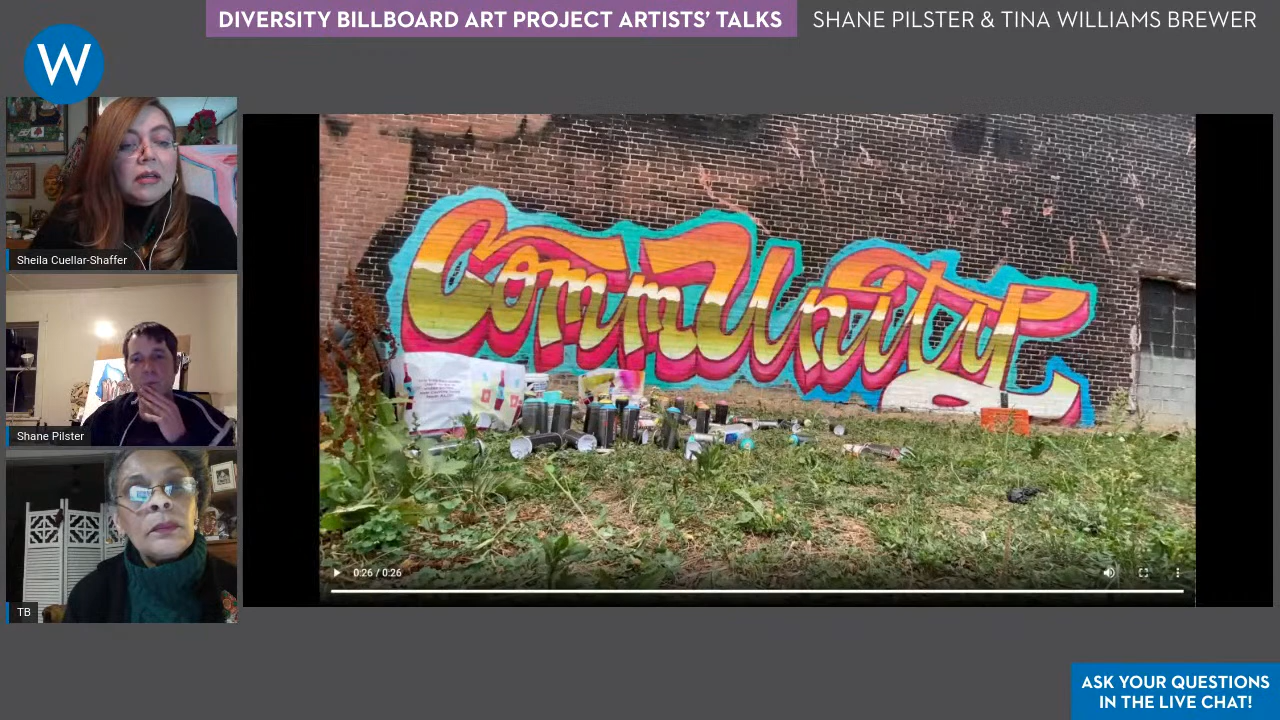 DIVERSITY BILLBOARD ART PROJECT ARTISTS' TALKS SHANE PILSTER & TINA WILLIAMS BREWER
W
Sheila Cuellar-Shaffer
Shane Pilster
TB
CommUnity
0:26 / 0:26
ASK YOUR QUESTIONS
IN THE LIVE CHAT!